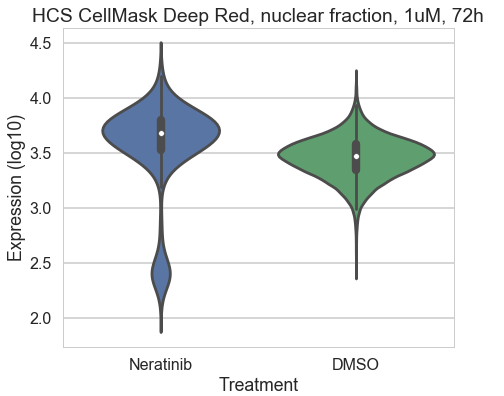 HCS CellMask Deep Red, nuclear fraction, 1uM, 72h
4.5
4.0
3.5
3.0
2.5
2.0
Expression (log10)
Neratinib
DMSO
Treatment